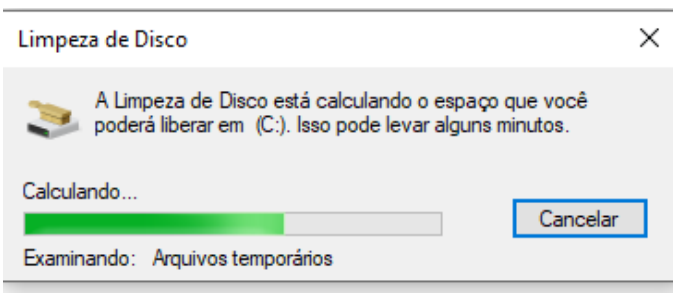 Limpeza de Disco
A Limpeza de Disco está calculando o espaço que você
poderá liberar em (C:). Isso pode levar alguns minutos.
Calculando...
Cancelar
Examinando: Arquivos temporários